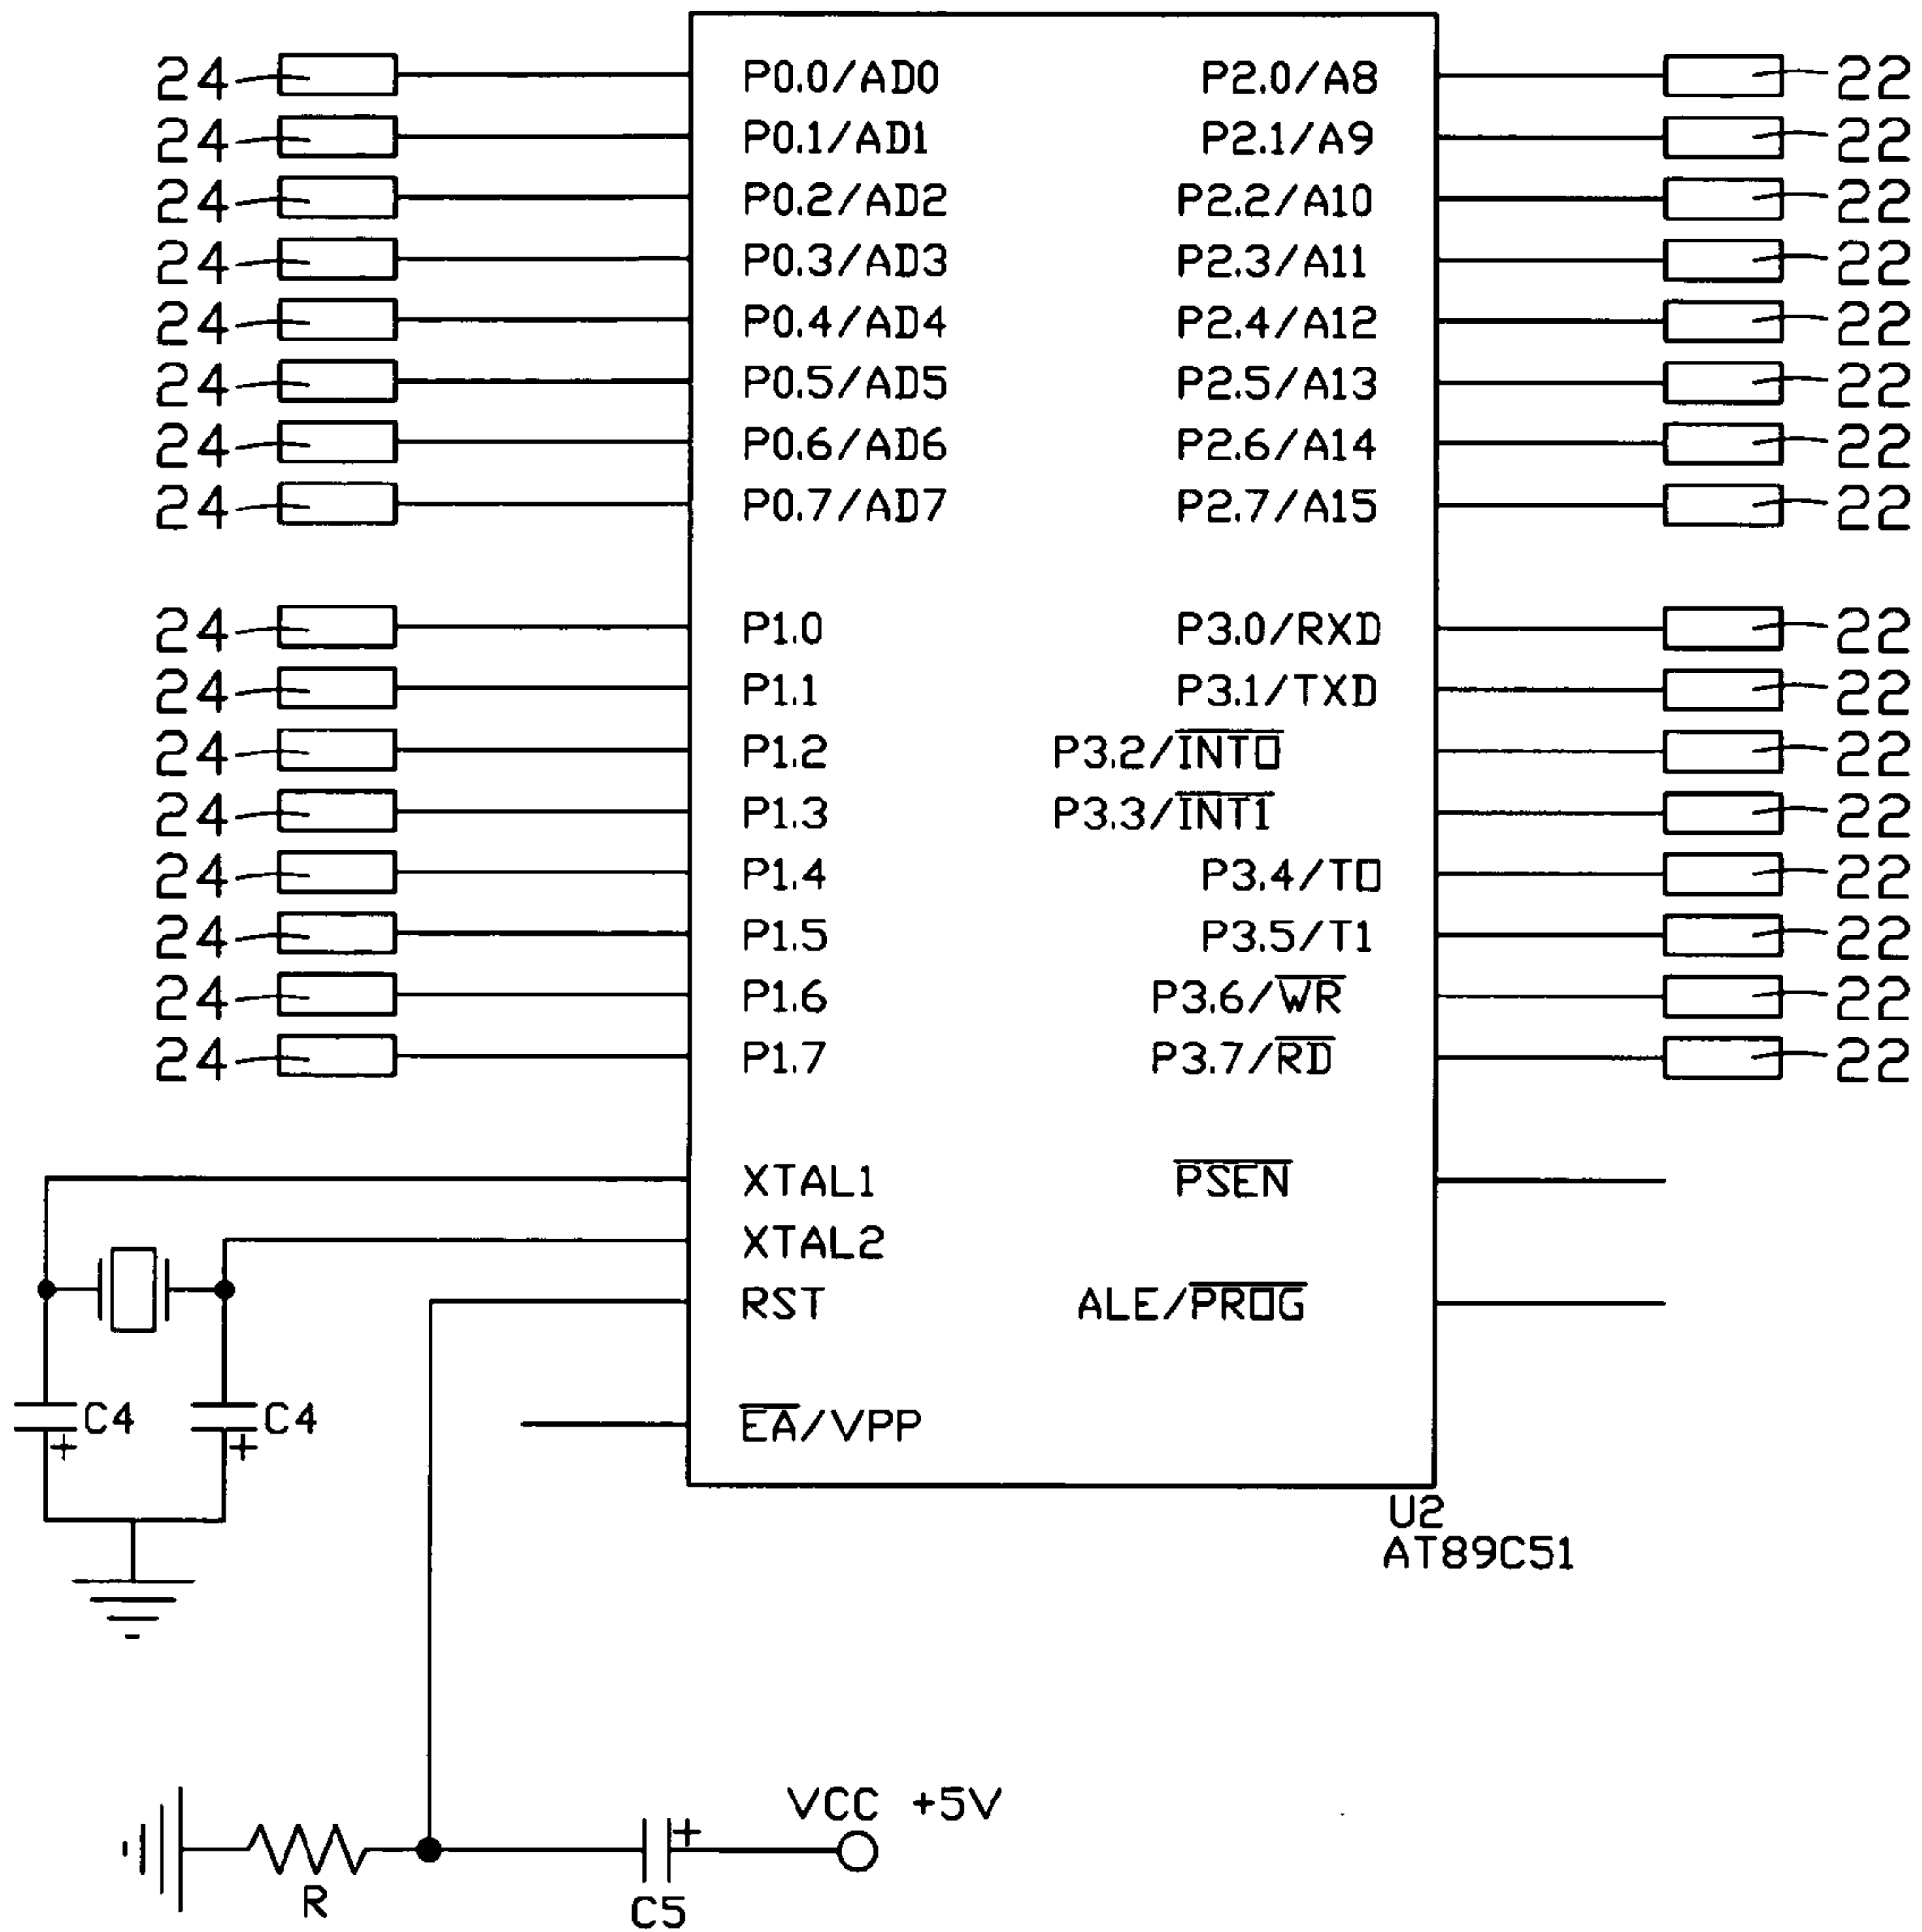 24 P0.0/AD0 P2.0/A8 22
24 P0.1/AD1 P2.1/A9 22
24 P0.2/AD2 P2.2/A10 22
24 P0.3/AD3 P2.3/A11 22
24 P0.4/AD4 P2.4/A12 22
24 P0.5/AD5 P2.5/A13 22
24 P0.6/AD6 P2.6/A14 22
24 P0.7/AD7 P2.7/A15 22
24 P1.0 P3.0/RXD 22
24 P1.1 P3.1/TXD 22
24 P1.2 P3.2/INT0 22
24 P1.3 P3.3/INT1 22
24 P1.4 P3.4/T0 22
24 P1.5 P3.5/T1 22
24 P1.6 P3.6/WR 22
24 P1.7 P3.7/RD 22
XTAL1 PSEN
XTAL2
RST ALE/PROG
C4 C4 EA/VPP
+ +
U2
AT89C51
VCC +5V
+
R C5